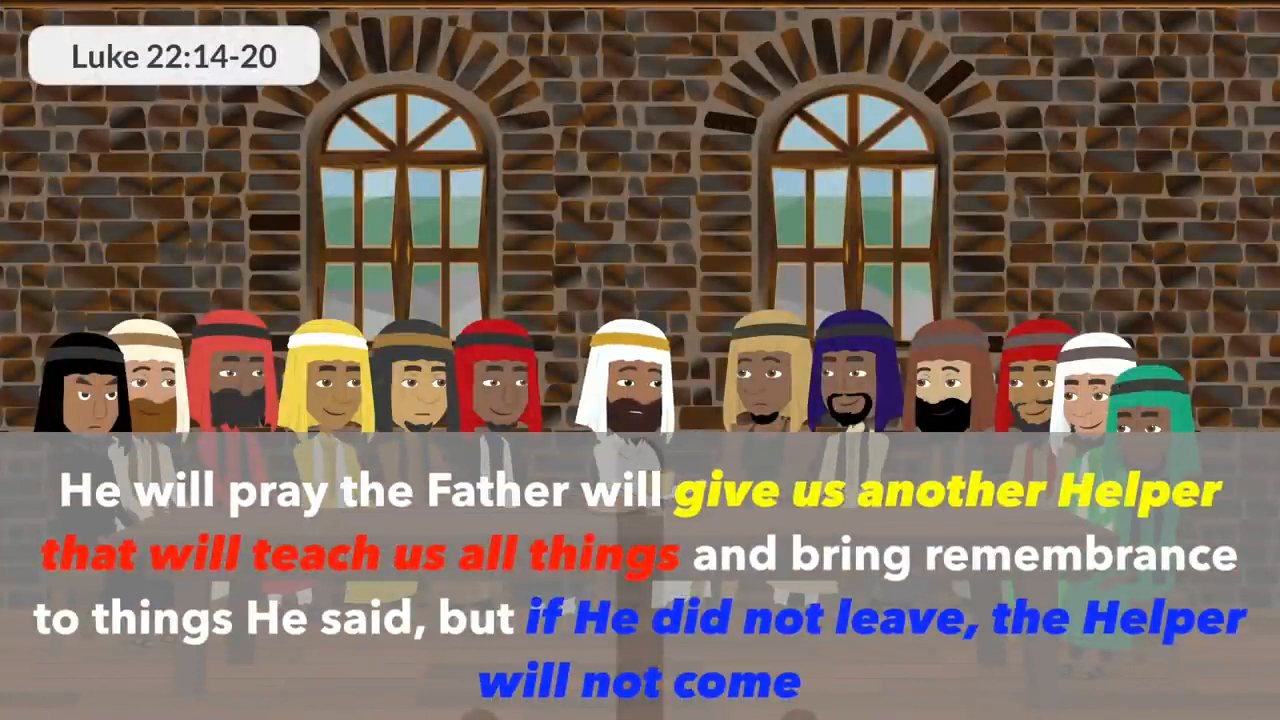 Luke 22:14-20
He will pray the Father will give us another Helper
that will teach us all things and bring remembrance
to things He said, but if He did not leave, the Helper
will not come